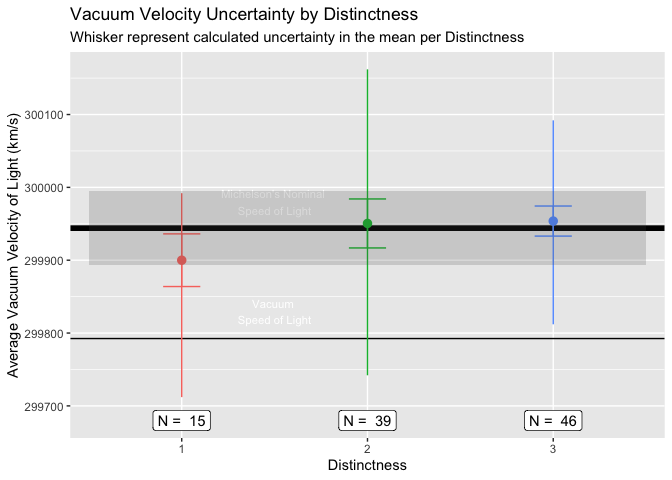 Vacuum Velocity Uncertainty by Distinctness
Whisker represent calculated uncertainty in the mean per Distinctness
Average Vacuum Velocity of Light (km/s)
300100
300000
299900
299800
299700
Michelson's Nominal
Speed of Light
Vacuum
Speed of Light
N =  15
N =  39
N =  46
1
2
3
Distinctness